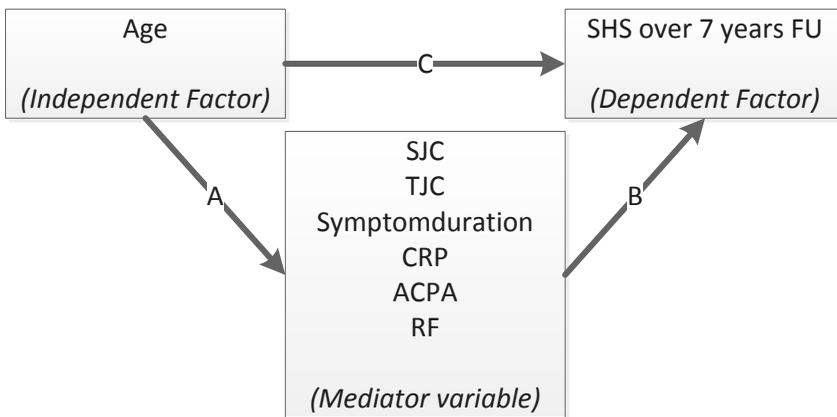 Age
(Independent Factor)
C
SHS over 7 years FU
(Dependent Factor)
A
SJC
TJC
Symptomduration
CRP
ACPA
RF
(Mediator variable)
B